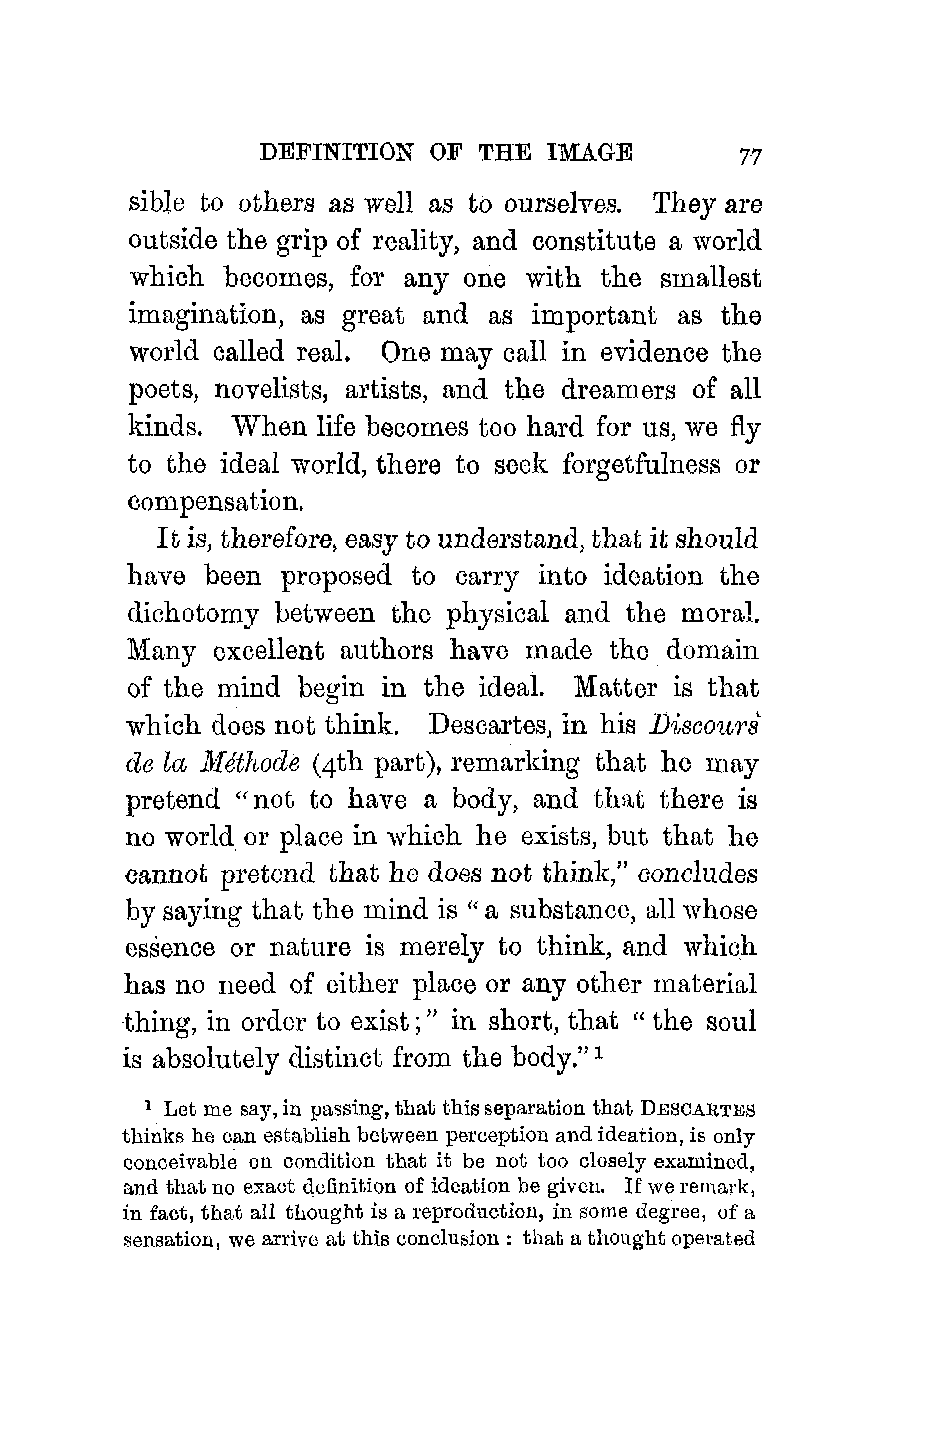 DEFINITION OF THE IMAGE 77
sible to others as well as to ourselves. They are
outside the grip of reality, and constitute a world
which becomes, for any one with the smallest
imagination, as great and as important as the
world called real. One may call in evidence the
poets, novelists, artists, and the dreamers of all
kinds. When life becomes too hard for us, we fly
to the ideal world, there to seek forgetfulness or
compensation.
It is, therefore, easy to understand, that it should
have been proposed to carry into ideation the
dichotomy between the physical and the moral.
Many excellent authors have made the domain
of the mind begin in the ideal. Matter is that
which does not think. Descartes, in his Discours
de la Méthode (4th part), remarking that he may
pretend "not to have a body, and that there is
no world or place in which he exists, but that he
cannot pretend that he does not think," concludes
by saying that the mind is "a substance, all whose
essence or nature is merely to think, and which
has no need of either place or any other material
thing, in order to exist;" in short, that "the soul
is absolutely distinct from the body."¹
¹ Let me say, in passing, that this separation that DESCARTES
thinks he can establish between perception and ideation, is only
conceivable on condition that it be not too closely examined,
and that no exact definition of ideation be given. If we remark,
in fact, that all thought is a reproduction, in some degree, of a
sensation, we arrive at this conclusion: that a thought operated